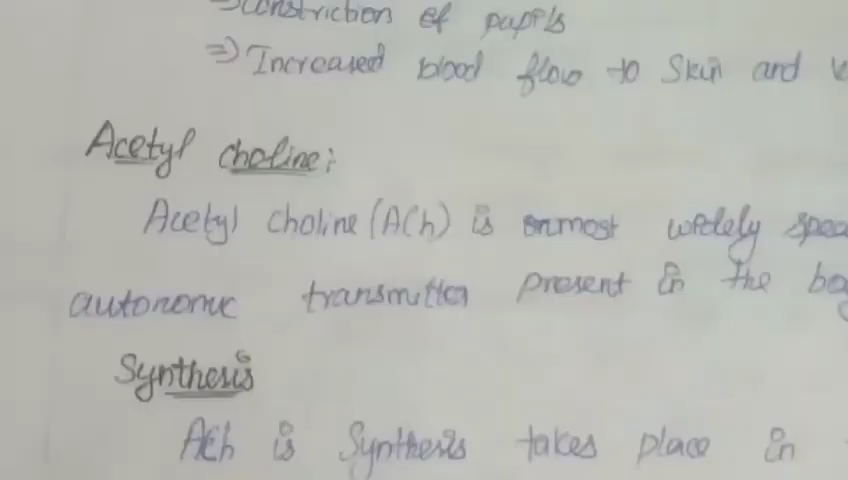 ⇒ constriction of pupils
⇒ Increased blood flow to Skin and
Acetyl choline:
Acetyl choline (ACh) is most widely
autonomic transmitter present in the
Synthesis
ACh is Synthesis takes place in